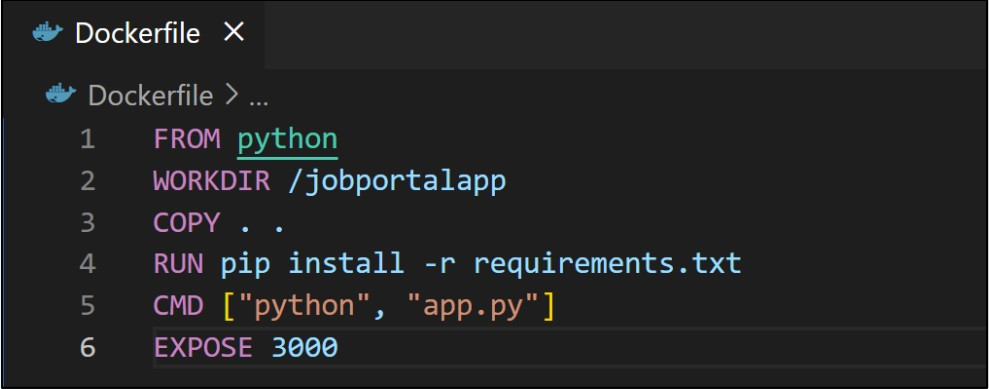 Dockerfile ×
Dockerfile > ...
1 FROM python
2 WORKDIR /jobportalapp
3 COPY . .
4 RUN pip install -r requirements.txt
5 CMD ["python", "app.py"]
6 EXPOSE 3000